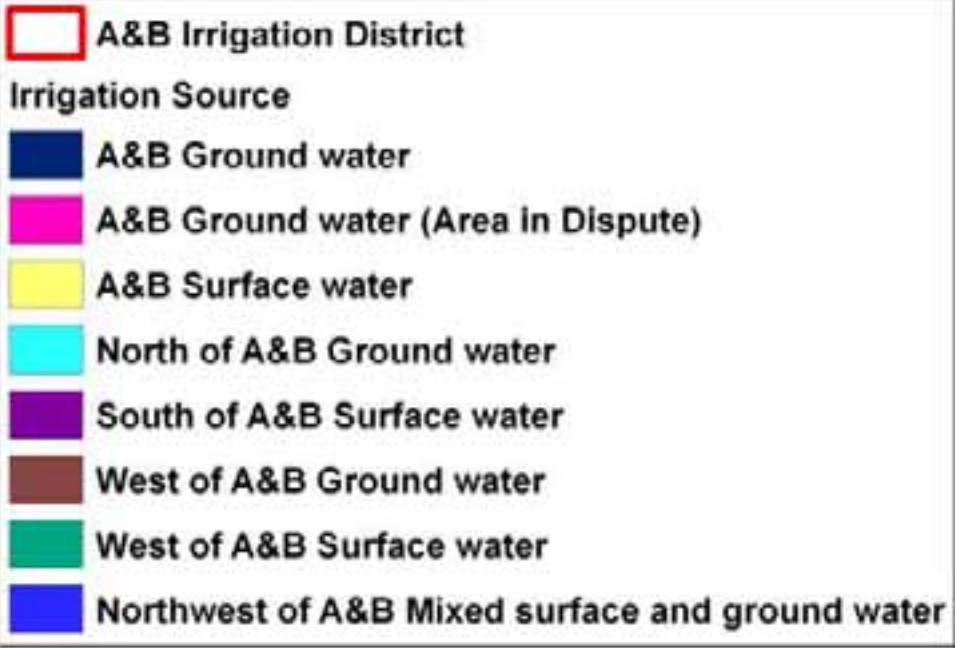 A&B Irrigation District
Irrigation Source
A&B Ground water
A&B Ground water (Area in Dispute)
A&B Surface water
North of A&B Ground water
South of A&B Surface water
West of A&B Ground water
West of A&B Surface water
Northwest of A&B Mixed surface and ground water